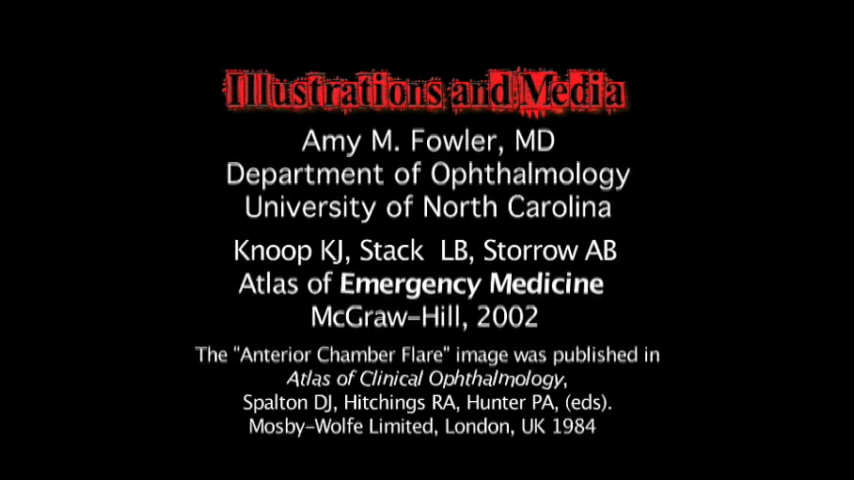 Illustrations and Media
Amy M. Fowler, MD
Department of Ophthalmology
University of North Carolina
Knoop KJ, Stack LB, Storrow AB
Atlas of Emergency Medicine
McGraw-Hill, 2002
The "Anterior Chamber Flare" image was published in
Atlas of Clinical Ophthalmology,
Spalton DJ, Hitchings RA, Hunter PA, (eds).
Mosby-Wolfe Limited, London, UK 1984